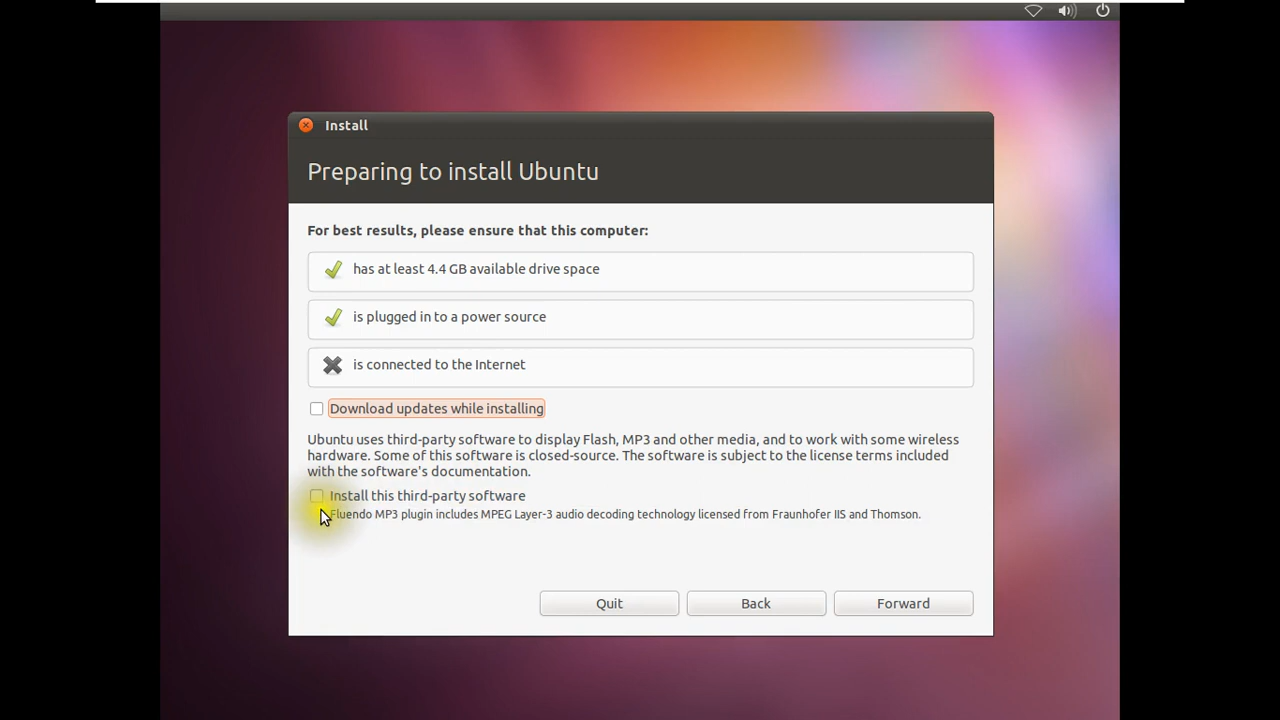 Install
Preparing to install Ubuntu
For best results, please ensure that this computer:
has at least 4.4 GB available drive space
is plugged in to a power source
is connected to the Internet
Download updates while installing
Ubuntu uses third-party software to display Flash, MP3 and other media, and to work with some wireless
hardware. Some of this software is closed-source. The software is subject to the license terms included
with the software's documentation.
Install this third-party software
Fluendo MP3 plugin includes MPEG Layer-3 audio decoding technology licensed from Fraunhofer IIS and Thomson.
Quit
Back
Forward